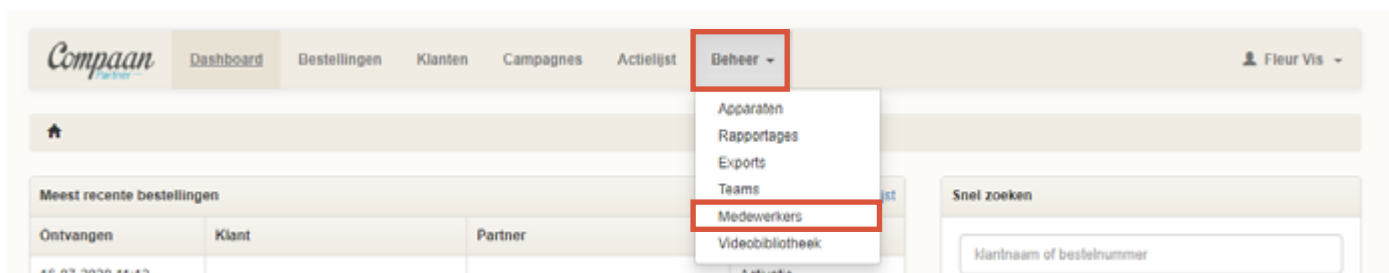 Compaan
Partner
Dashboard Bestellingen Klanten Campagnes Actielijst Beheer Fleur Vis
Apparaten
Rapportages
Exports
Teams
Medewerkers
Videobibliotheek
Meest recente bestellingen
Ontvangen Klant Partner
Snel zoeken
klantnaam of bestelnummer